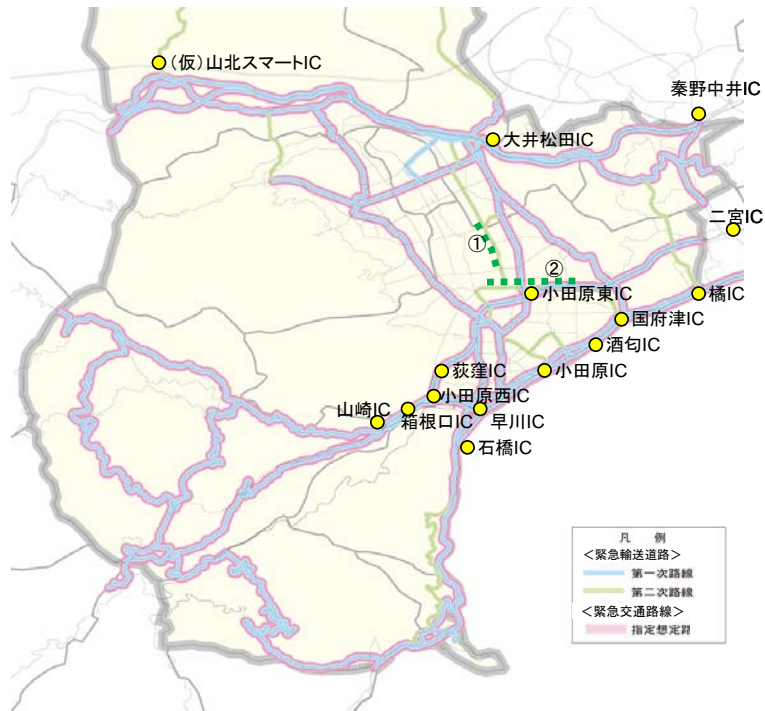 (仮)山北スマートIC
秦野中井IC
大井松田IC
二宮IC
①
②
小田原東IC
橘IC
国府津IC
酒匂IC
荻窪IC
小田原IC
小田原西IC
山崎IC
箱根口IC
早川IC
石橋IC
凡 例
<緊急輸送道路>
第一次路線
第二次路線
<緊急交通路線>
指定想定路